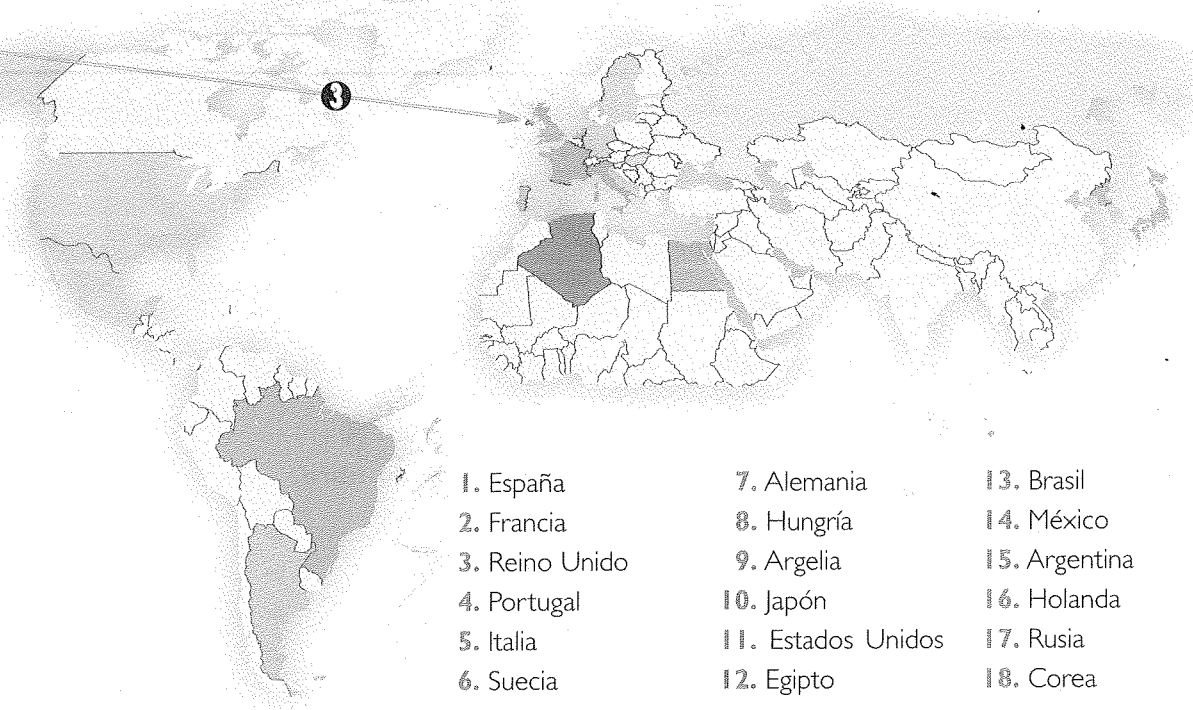 3
1. España
2. Francia
3. Reino Unido
4. Portugal
5. Italia
6. Suecia
7. Alemania
8. Hungría
9. Argelia
10. Japón
11. Estados Unidos
12. Egipto
13. Brasil
14. México
15. Argentina
16. Holanda
17. Rusia
18. Corea